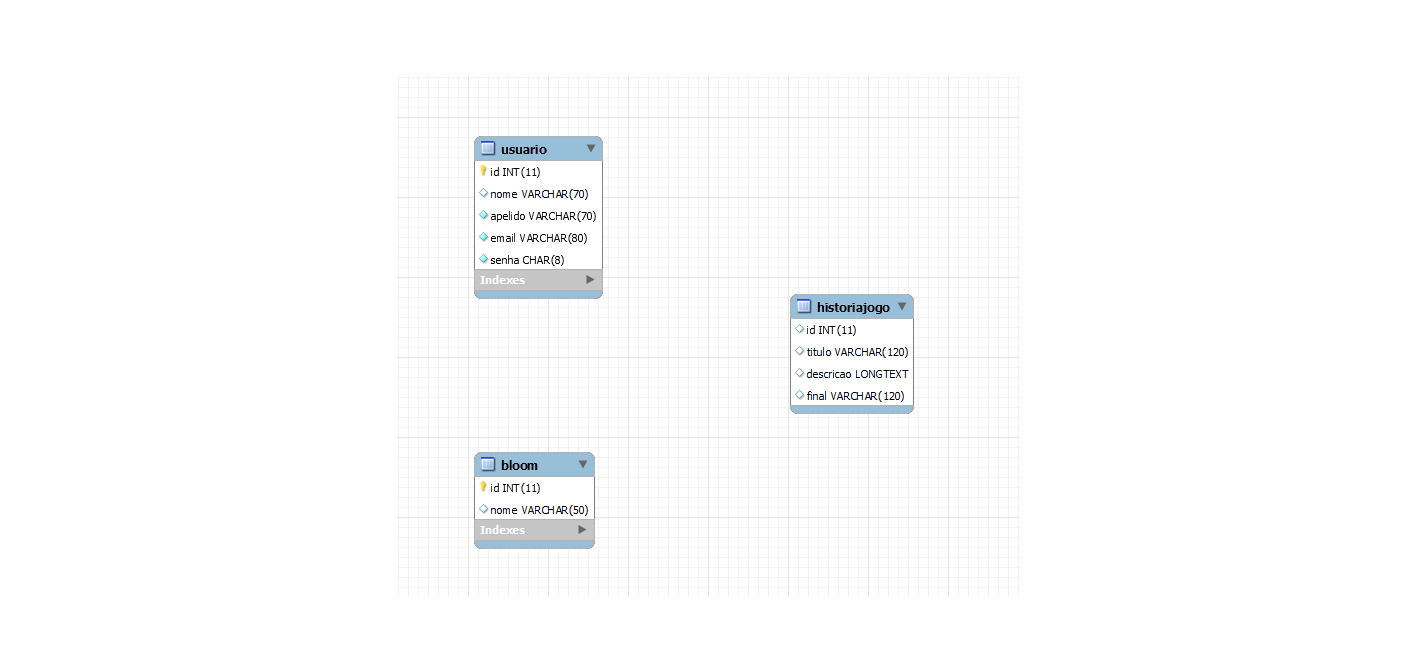 usuario
id INT(11)
nome VARCHAR(70)
apelido VARCHAR(70)
email VARCHAR(80)
senha CHAR(8)
Indexes
historiajogo
id INT(11)
titulo VARCHAR(120)
descricao LONGTEXT
final VARCHAR(120)
bloom
id INT(11)
nome VARCHAR(50)
Indexes